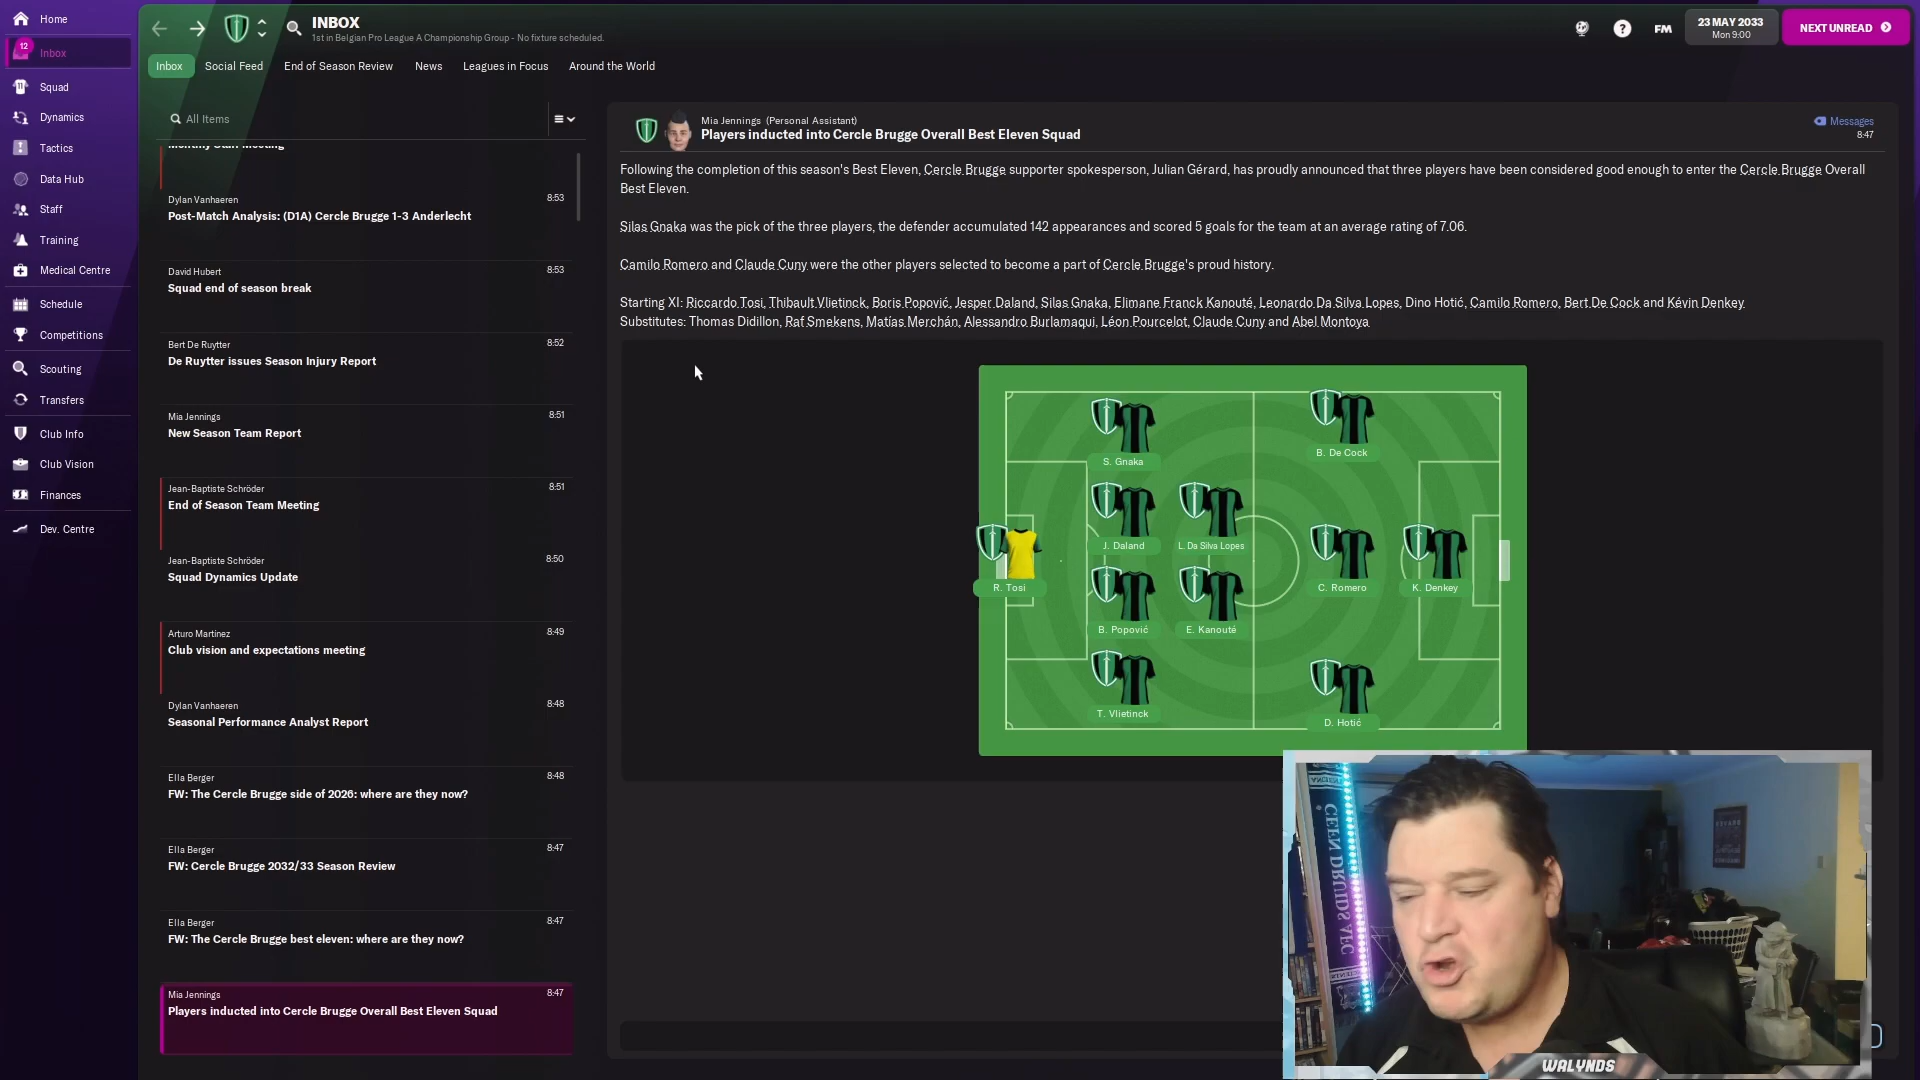 Home
12
Inbox
Squad
Dynamics
Tactics
Data Hub
Staff
Training
Medical Centre
Schedule
Competitions
Scouting
Transfers
Club Info
Club Vision
Finances
Dev. Centre
INBOX
1st in Belgian Pro League A Championship Group - No fixture scheduled.
FM
23 MAY 2033
Mon 9:00
NEXT UNREAD
Inbox Social Feed End of Season Review News Leagues in Focus Around the World
All Items
Monthly Staff Meeting
Dylan Vanhaeren 8:53
Post-Match Analysis: (D1A) Cercle Brugge 1-3 Anderlecht
David Hubert 8:53
Squad end of season break
Bert De Ruytter 8:52
De Ruytter issues Season Injury Report
Mia Jennings 8:51
New Season Team Report
Jean-Baptiste Schröder 8:51
End of Season Team Meeting
Jean-Baptiste Schröder 8:50
Squad Dynamics Update
Arturo Martinez 8:49
Club vision and expectations meeting
Dylan Vanhaeren 8:48
Seasonal Performance Analyst Report
Ella Berger 8:48
FW: The Cercle Brugge side of 2026: where are they now?
Ella Berger 8:47
FW: Cercle Brugge 2032/33 Season Review
Ella Berger 8:47
FW: The Cercle Brugge best eleven: where are they now?
Mia Jennings 8:47
Players inducted into Cercle Brugge Overall Best Eleven Squad
Mia Jennings (Personal Assistant)
Players inducted into Cercle Brugge Overall Best Eleven Squad
Messages
8:47
Following the completion of this season's Best Eleven, Cercle Brugge supporter spokesperson, Julian Gérard, has proudly announced that three players have been considered good enough to enter the Cercle Brugge Overall
Best Eleven.
Silas Gnaka was the pick of the three players, the defender accumulated 142 appearances and scored 5 goals for the team at an average rating of 7.06.
Camilo Romero and Claude Cuny were the other players selected to become a part of Cercle Brugge's proud history.
Starting XI: Riccardo Tosi, Thibault Vlietinck, Boris Popović, Jesper Daland, Silas Gnaka, Elimane Franck Kanouté, Leonardo Da Silva Lopes, Dino Hotić, Camilo Romero, Bert De Cock and Kévin Denkey
Substitutes: Thomas Didillon, Raf Smekens, Matías Merchán, Alessandro Burlamaqui, Léon Pourcelot, Claude Cuny and Abel Montoya
S. Gnaka
B. De Cock
J. Daland
L. Da Silva Lopes
R. Tosi
C. Romero
K. Denkey
B. Popović
E. Kanouté
T. Vlietinck
D. Hotić
CEFN DRUIDS AFC
WALYNDS